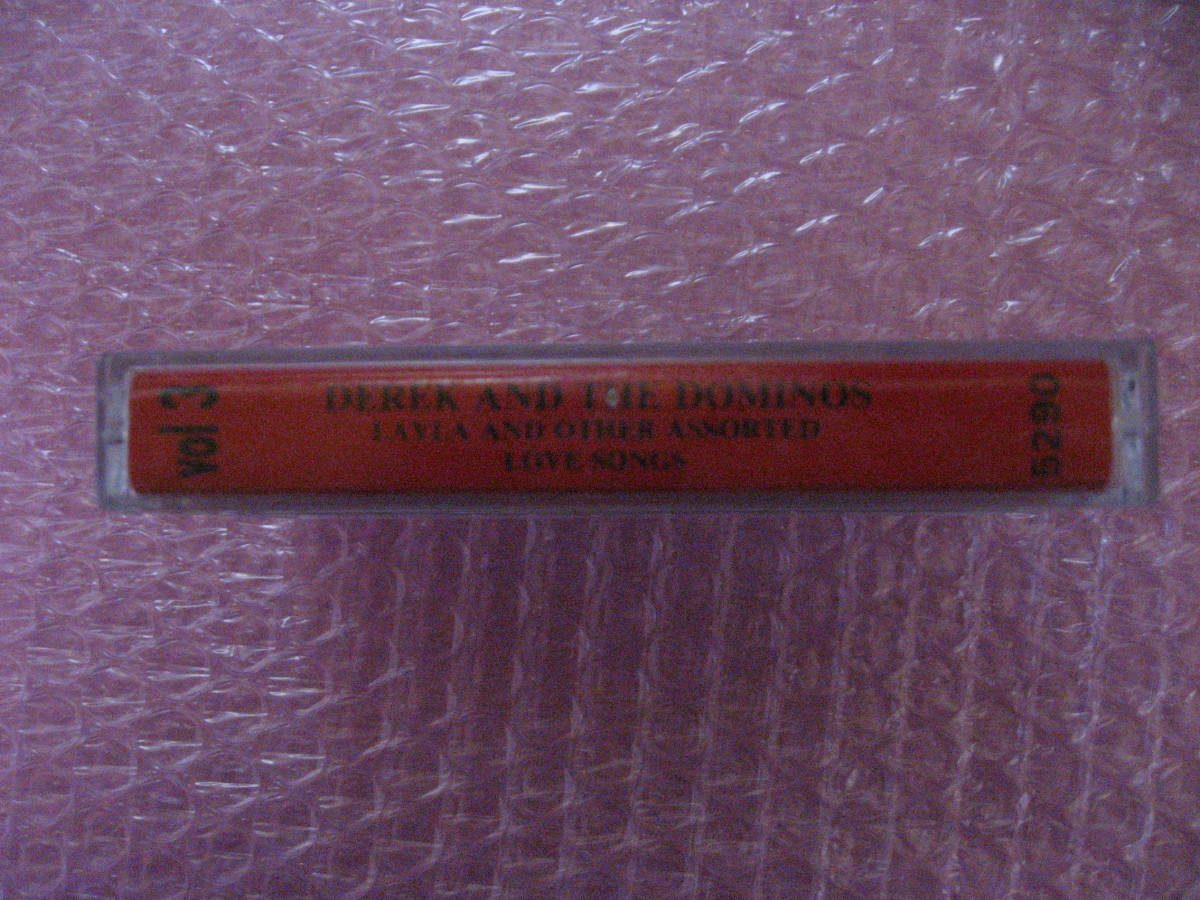 vol 3
DEREK AND THE DOMINOS
LAYLA AND OTHER ASSORTED
LOVE SONGS
5290